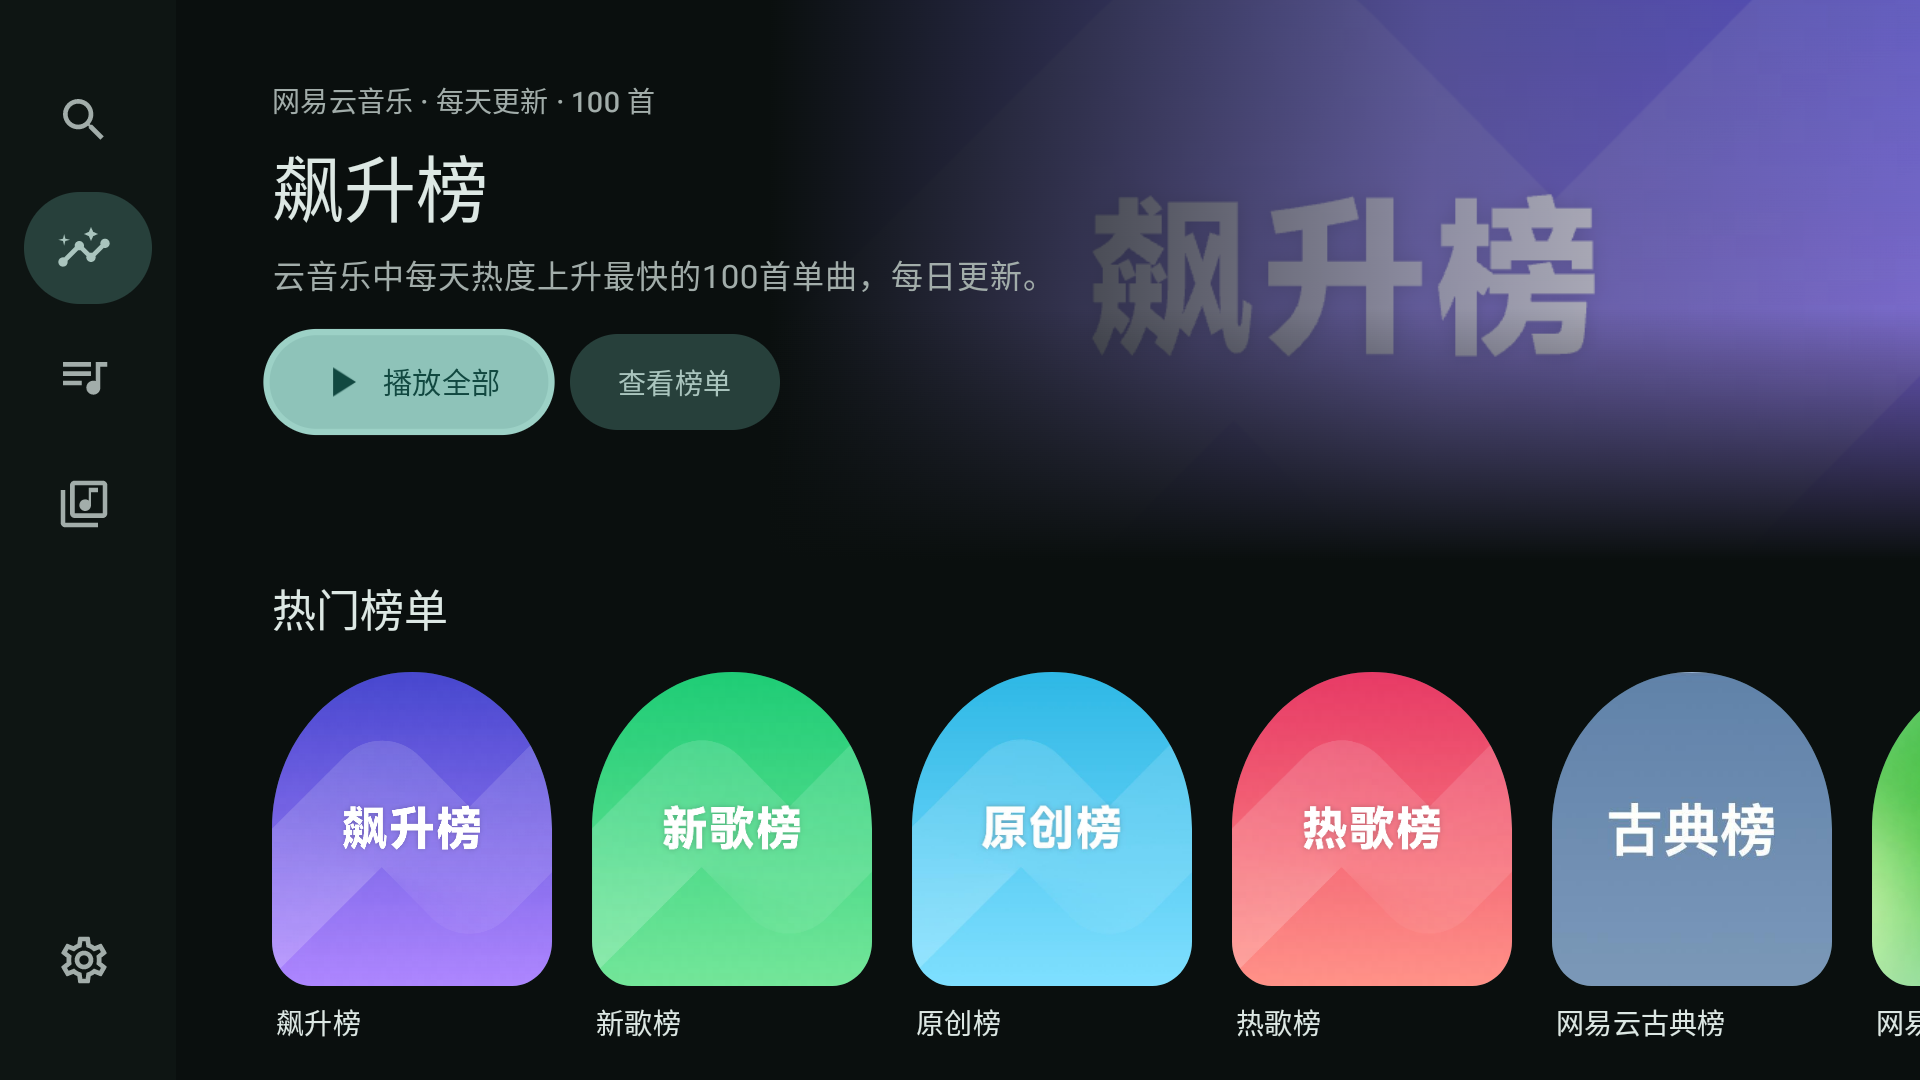 网易云音乐 · 每天更新 · 100 首
飙升榜
云音乐中每天热度上升最快的100首单曲，每日更新。
飙升榜
播放全部
查看榜单
热门榜单
飙升榜
新歌榜
原创榜
热歌榜
古典榜
飙升榜
新歌榜
原创榜
热歌榜
网易云古典榜
网易